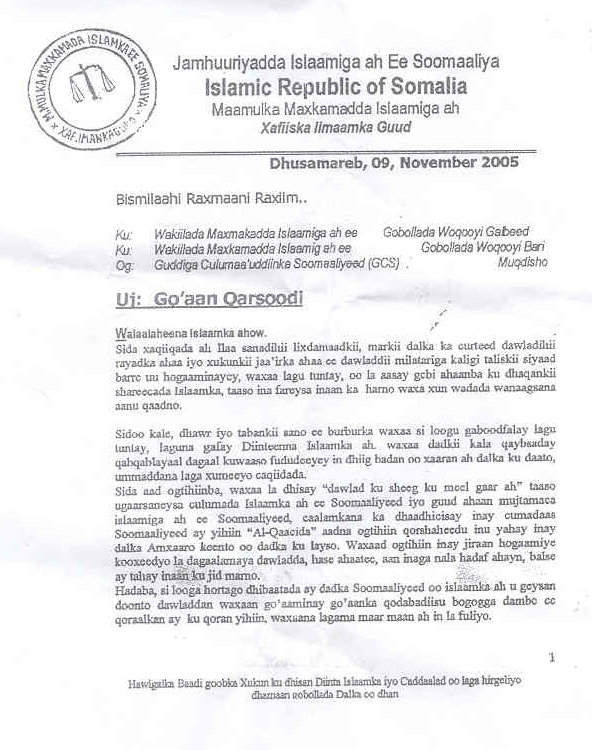 M.MULKA MAXKAMADA ISLAMKA EE SOMALIYA
Jamhuuriyadda Islaamiga ah Ee Soomaaliya
Islamic Republic of Somalia
Maamulka Maxkamadda Islaamiga ah
Xafiiska Iimaamka Guud
Dhusamareb, 09, November 2005
Bismilaahi Raxmaani Raxiim..
Ku: Wakiilada Maxmakadda Islaamiga ah ee Gobollada Woqooyi Galbeed
Ku: Wakiilada Maxkamadda Islaamig ah ee Gobollada Woqooyi Bari
Og: Guddiga Culumaa'uddiinka Soomaaliyeed (GCS) . Muqdisho
Uj: Go'aan Qarsoodi
Walaalaheena Islaamka ahow.
Sida xaqiiqada ah Ilaa sanadihii lixdamaadkii, markii dalka ka curteed dawladihii
rayadka ahaa iyo xukunkii jaa'irka ahaa ee dawladdii milatariga kaligi taliskii siyaad
barre uu hogaaminayey, waxaa lagu tuntay, oo la aasay gebi ahaanba ku dhaqankii
shareecada Islaamka, taaso ina fareysa inaan ka harno waxa xun wadada wanaagsana
aanu qaadno.
Sidoo kale, dhawr iyo tabankii sano ee burburka waxaa si loogu gaboodfalay lagu
tuntay, laguna gafay Diinteenna Islaamka ah. waxaa dadkii kala qaybsaday
qabqablayaal dagaal kuwaaso fududeeyey in dhiig badan oo xaaran ah dalka ku daato,
ummaddana laga xumeeyo caqiidada.
Sida aad ogtihiinba, waxaa la dhisay "dawlad ku sheeg ku meel gaar ah" taaso
ugaarsaneysa culumada Islaamka ah ee Soomaaliyeed iyo guud ahaan mujtamaca
islaamiga ah ee Soomaaliyeed, caalamkana ka dhaadhicisay inay cumadaas
Soomaaliyeed ay yihiin "Al-Qaacida" aadna ogtihiin qorshaheedu inu yahay inay
dalka Amxaaro keento oo dadka ku layso. Waxaad ogtihiin inay jiraan hogaamiye
kooxeedyo la dagaalamaya dawladda, hase ahaatee, aan inaga nala hadaf ahayn, balse
ay tahay inaan ku jid marno.
Hadaba, si looga hortago dhibaatada ay dadka Soomaaliyeed oo islaamka ah u geysan
doonto dawladdan waxaan go'aaminay go'aanka qodabadiisu bogogga dambe ee
qoraalkan ay ku qoran yihiin, waxaana lagama maar maan ah in la fuliyo.
1
Hawigalka Baadi goobka Xukun ku dhisan Diinta Islaamka iyo Caddaalad oo laga hirgeliyo
dhamaan gobollada Dalka oo dhan